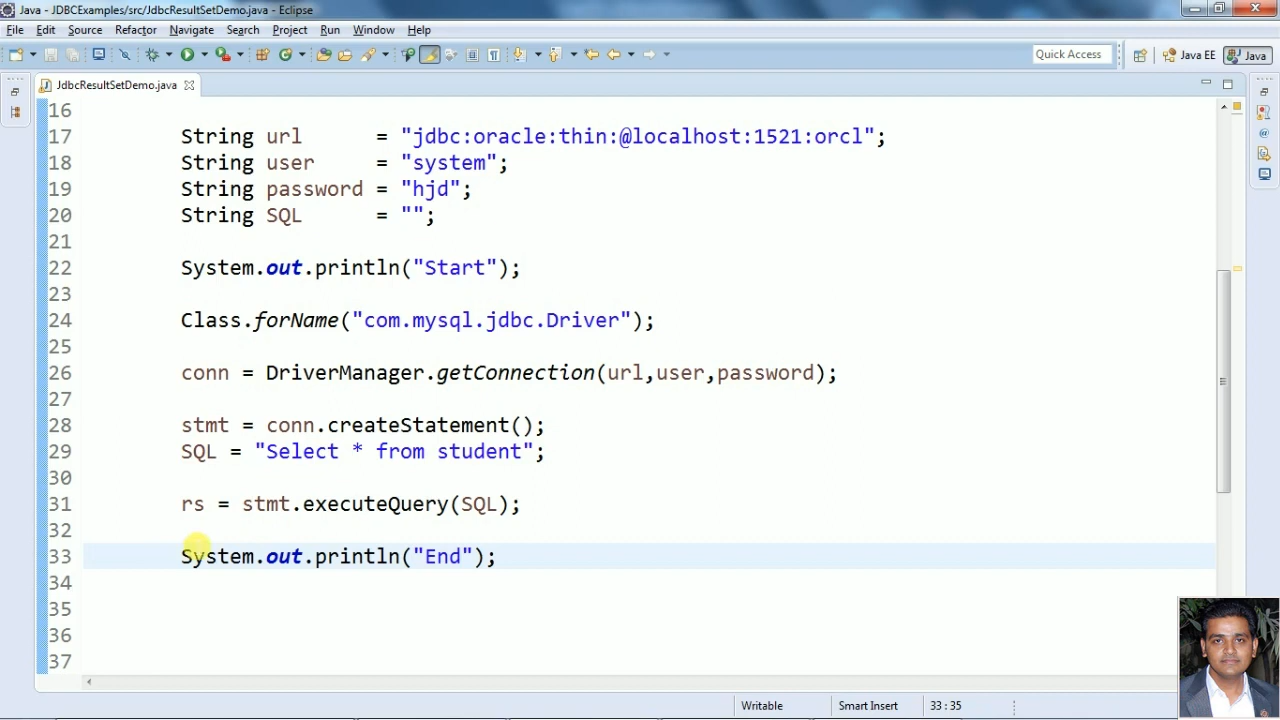 Java - JDBCExamples/src/JdbcResultSetDemo.java - Eclipse
File Edit Source Refactor Navigate Search Project Run Window Help
Quick Access Java EE Java
JdbcResultSetDemo.java
16
17 String url = "jdbc:oracle:thin:@localhost:1521:orcl";
18 String user = "system";
19 String password = "hjd";
20 String SQL = "";
21
22 System.out.println("Start");
23
24 Class.forName("com.mysql.jdbc.Driver");
25
26 conn = DriverManager.getConnection(url,user,password);
27
28 stmt = conn.createStatement();
29 SQL = "Select * from student";
30
31 rs = stmt.executeQuery(SQL);
32
33 System.out.println("End");
34
35
36
37
Writable Smart Insert 33 : 35